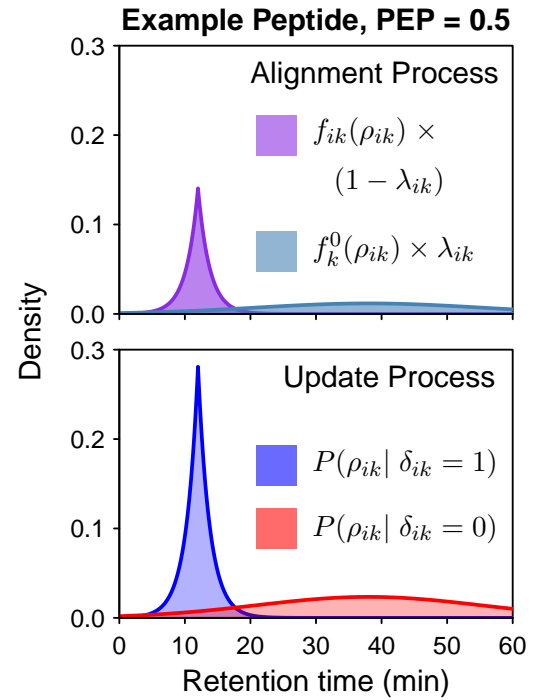 Example Peptide, PEP = 0.5
0.3
Alignment Process
0.2
f_{ik}(ρ_{ik}) ×
(1 − λ_{ik})
0.1
f_k^0(ρ_{ik}) × λ_{ik}
0.0
Density
0.3
Update Process
0.2
P(ρ_{ik}| δ_{ik} = 1)
0.1
P(ρ_{ik}| δ_{ik} = 0)
0.0
0 10 20 30 40 50 60
Retention time (min)